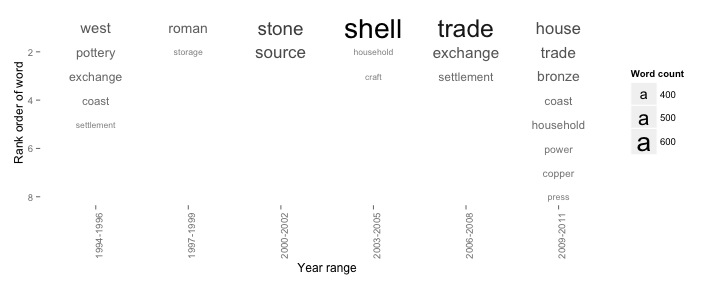 west roman stone shell trade house
2 pottery storage source household exchange trade
exchange craft settlement bronze
4 coast coast
settlement household
6 power
copper
8 press
1994-1996 1997-1999 2000-2002 2003-2005 2006-2008 2009-2011
Year range
Rank order of word
Word count
a 400
a 500
a 600